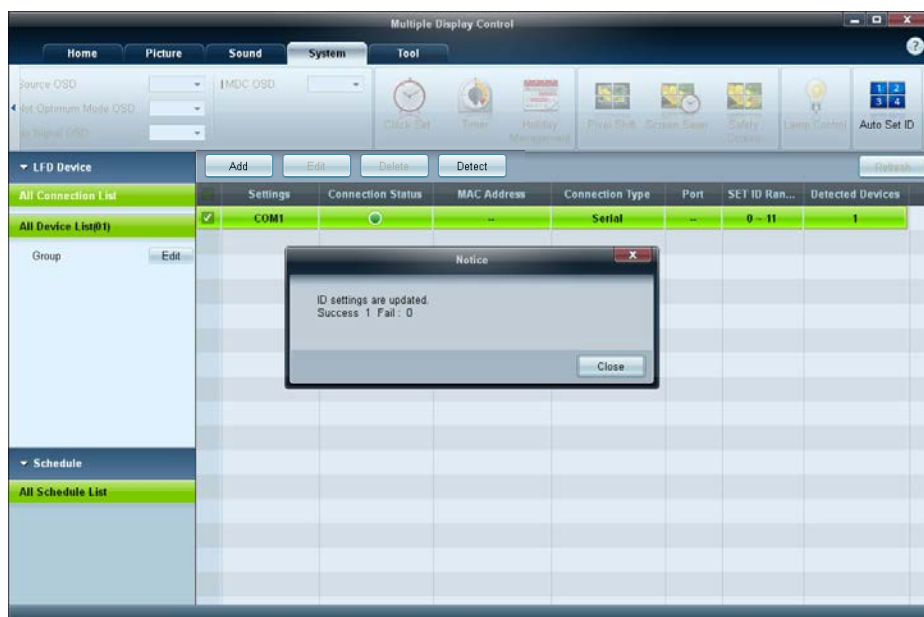 Multiple Display Control
Home Picture Sound System Tool
Source OSD MDC OSD
Not Optimum Mode OSD
No Signal OSD
Clock Set Timer Holiday Management Pixel Shift Screen Saver Safety Screen Lamp Control Auto Set ID
1 2
3 4
LFD Device
Add Edit Delete Detect Refresh
All Connection List
Settings Connection Status MAC Address Connection Type Port SET ID Ran... Detected Devices
All Device List(01)
COM1 -- Serial -- 0 ~ 11 1
Group Edit
Notice
ID settings are updated.
Success 1 Fail : 0
Close
Schedule
All Schedule List